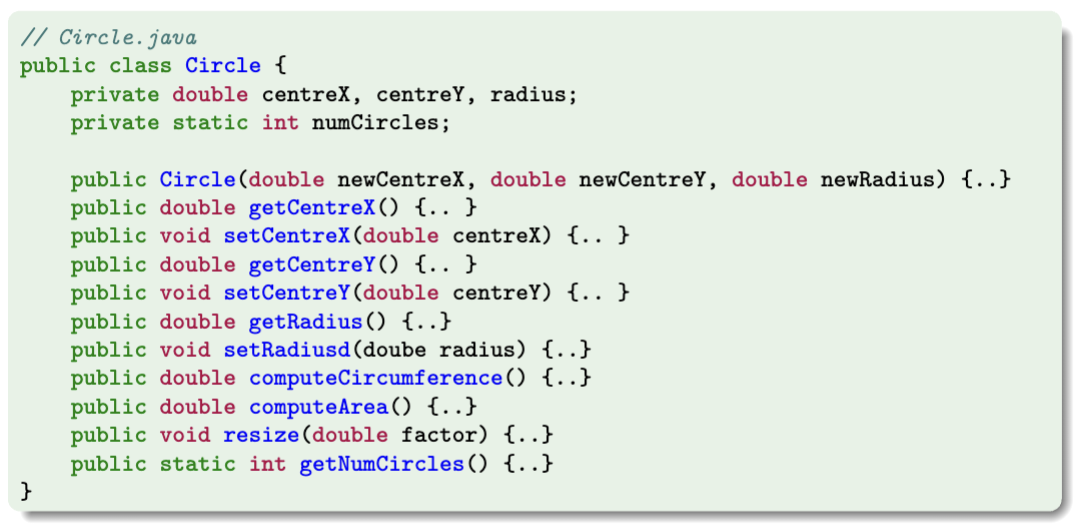 // Circle.java
public class Circle {
    private double centreX, centreY, radius;
    private static int numCircles;

    public Circle(double newCentreX, double newCentreY, double newRadius) {..}
    public double getCentreX() {.. }
    public void setCentreX(double centreX) {.. }
    public double getCentreY() {.. }
    public void setCentreY(double centreY) {.. }
    public double getRadius() {..}
    public void setRadiusd(doube radius) {..}
    public double computeCircumference() {..}
    public double computeArea() {..}
    public void resize(double factor) {..}
    public static int getNumCircles() {..}
}